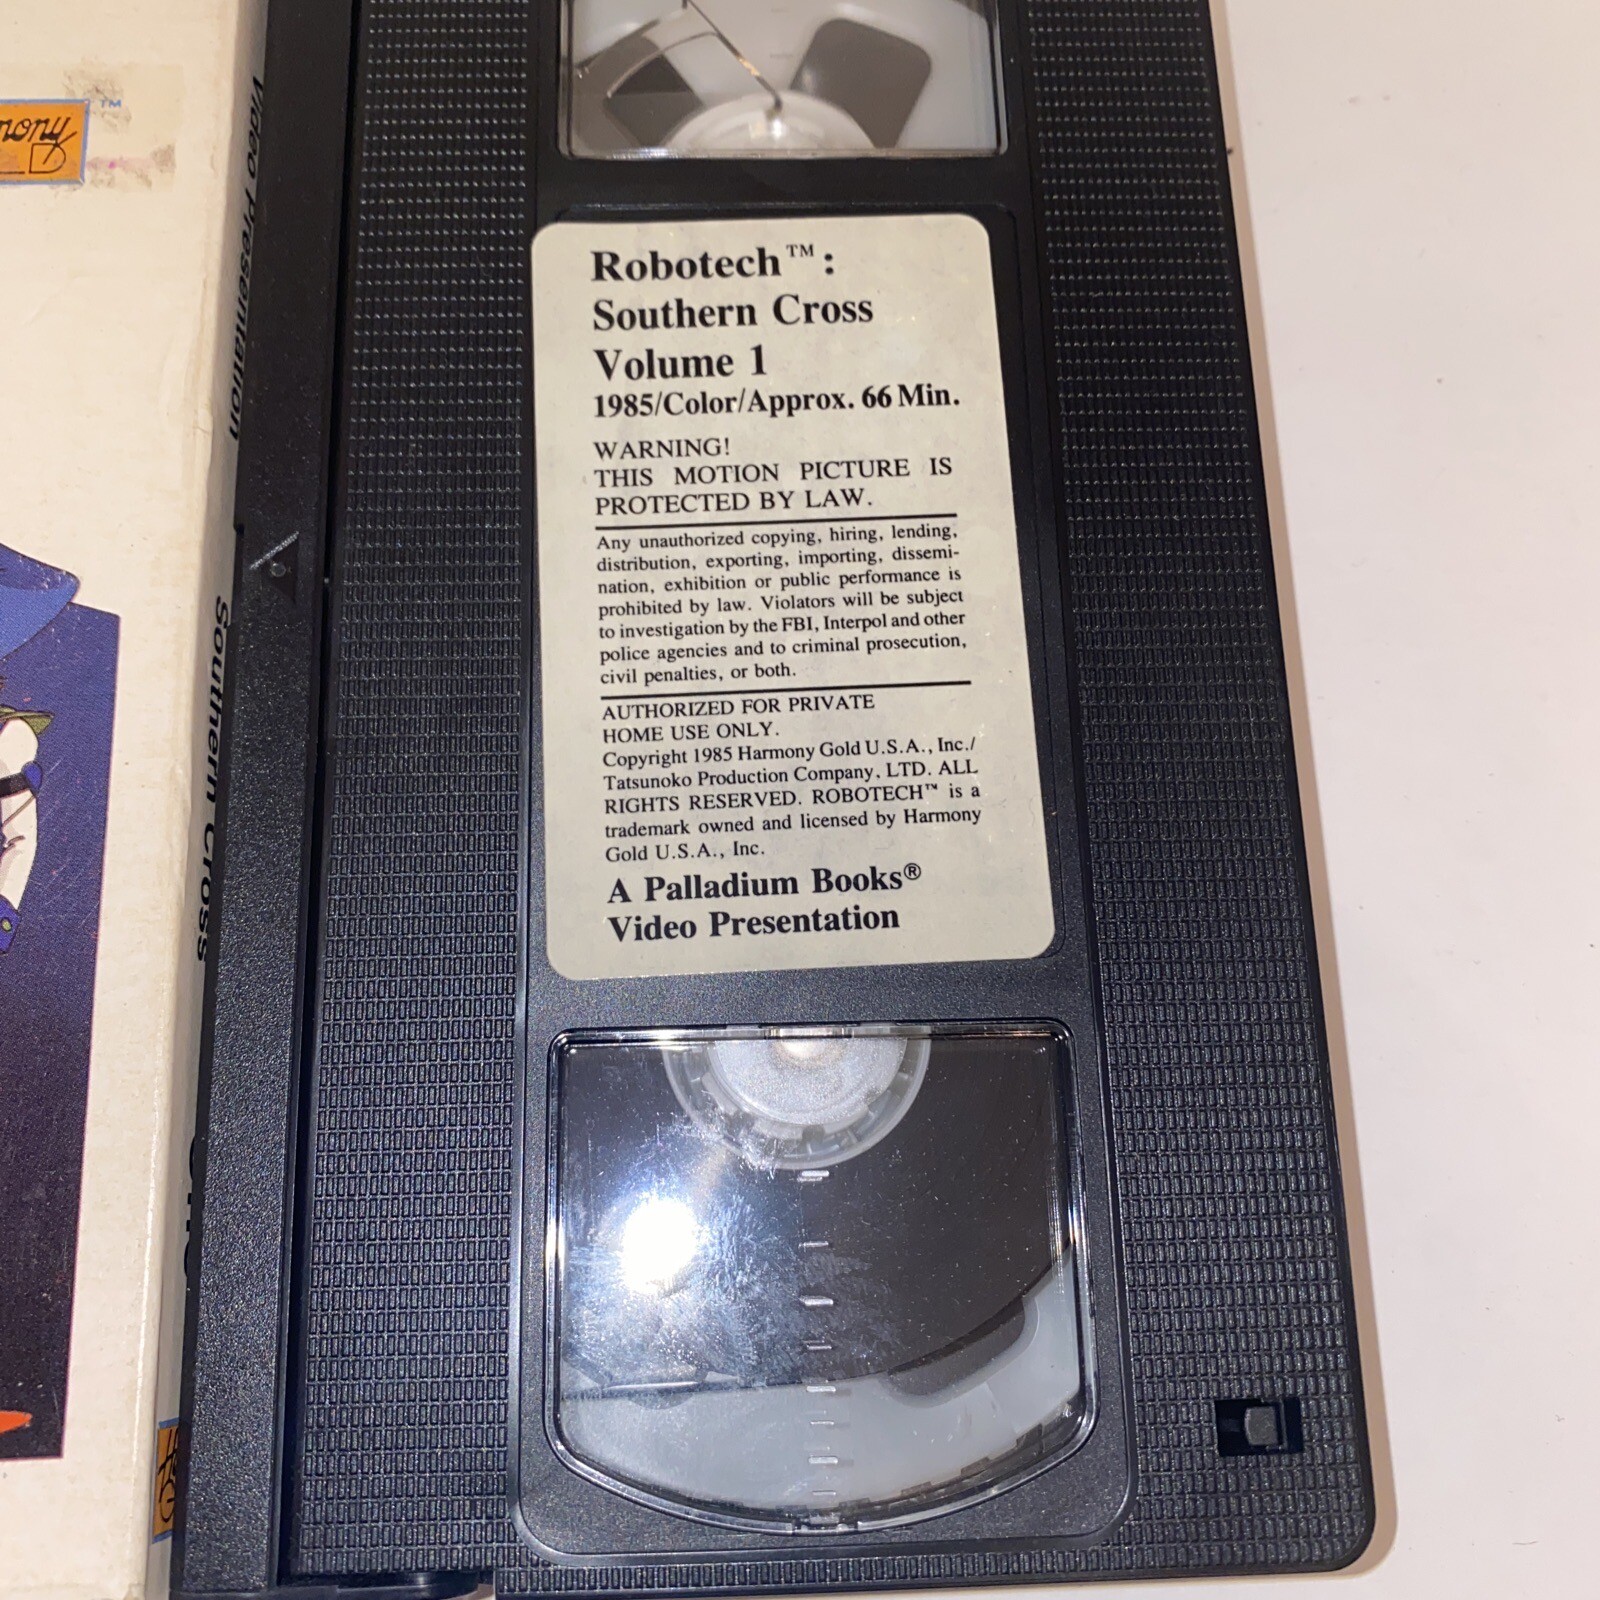 Robotech™:
Southern Cross
Volume 1
1985/Color/Approx. 66 Min.
WARNING!
THIS MOTION PICTURE IS
PROTECTED BY LAW.
Any unauthorized copying, hiring, lending,
distribution, exporting, importing, dissemi-
nation, exhibition or public performance is
prohibited by law. Violators will be subject
to investigation by the FBI, Interpol and other
police agencies and to criminal prosecution,
civil penalties, or both.
AUTHORIZED FOR PRIVATE
HOME USE ONLY.
Copyright 1985 Harmony Gold U.S.A., Inc./
Tatsunoko Production Company, LTD. ALL
RIGHTS RESERVED. ROBOTECH™ is a
trademark owned and licensed by Harmony
Gold U.S.A., Inc.
A Palladium Books®
Video Presentation
Video Presentation
Southern Cross
TM